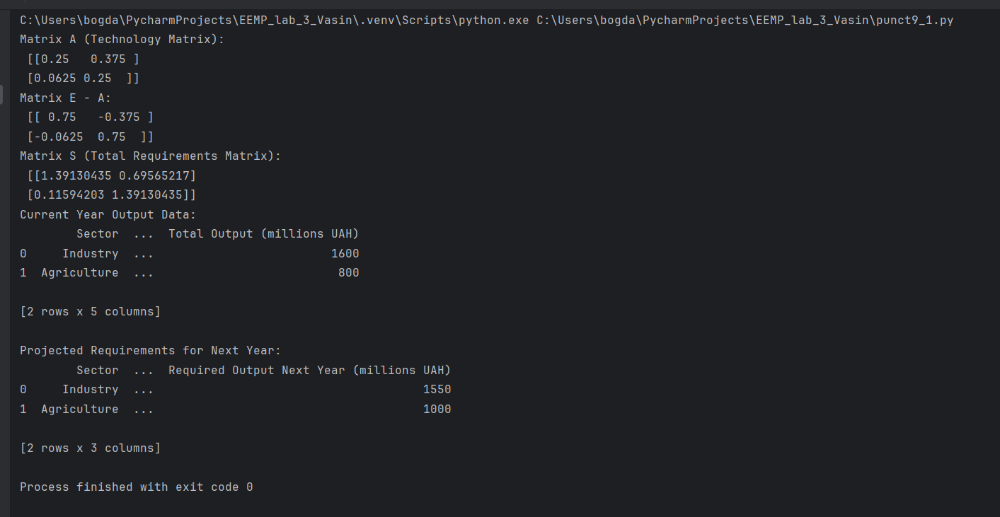 C:\Users\bogda\PycharmProjects\EEMP_lab_3_Vasin\.venv\Scripts\python.exe C:\Users\bogda\PycharmProjects\EEMP_lab_3_Vasin\punct9_1.py
Matrix A (Technology Matrix):
 [[0.25   0.375 ]
 [0.0625 0.25  ]]
Matrix E - A:
 [[ 0.75   -0.375 ]
 [-0.0625  0.75  ]]
Matrix S (Total Requirements Matrix):
 [[1.39130435 0.69565217]
 [0.11594203 1.39130435]]
Current Year Output Data:
        Sector  ...  Total Output (millions UAH)
0     Industry  ...                         1600
1  Agriculture  ...                          800

[2 rows x 5 columns]

Projected Requirements for Next Year:
        Sector  ...  Required Output Next Year (millions UAH)
0     Industry  ...                                      1550
1  Agriculture  ...                                      1000

[2 rows x 3 columns]

Process finished with exit code 0